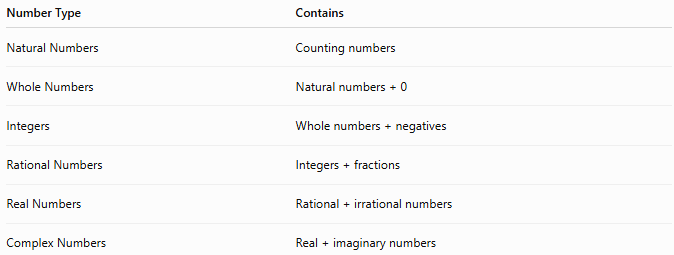 Number Type Contains
Natural Numbers Counting numbers
Whole Numbers Natural numbers + 0
Integers Whole numbers + negatives
Rational Numbers Integers + fractions
Real Numbers Rational + irrational numbers
Complex Numbers Real + imaginary numbers